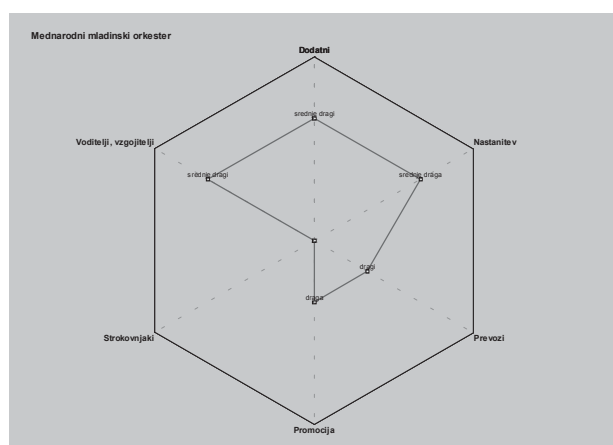 Mednarodni mladinski orkester
Dodatni
srednje dragi
Voditelji, vzgojitelji
Nastanitev
srednje dragi
srednje draga
dragi
draga
Strokovnjaki
Prevozi
Promocija